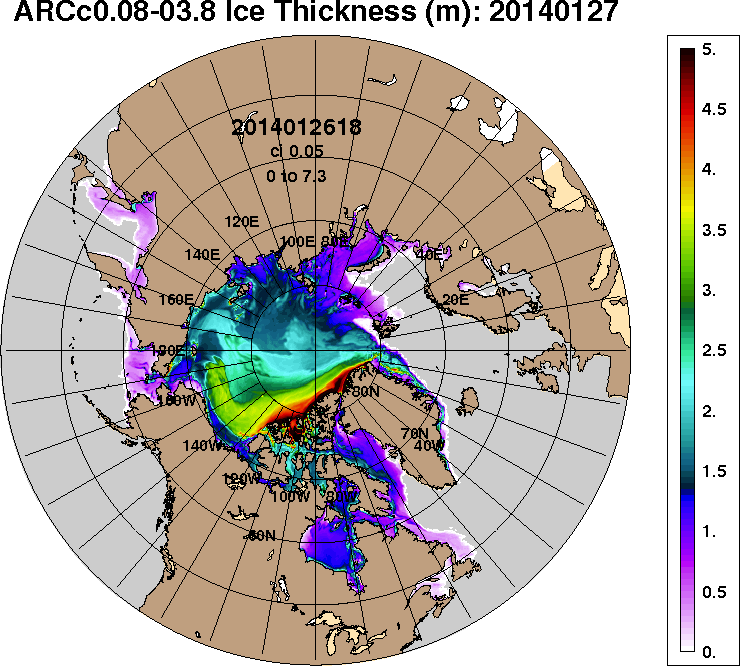 ARCc0.08-03.8 Ice Thickness (m): 20140127
2014012618
ci 0.05
0 to 7.3
120E
100E 80E
140E
40E
160E
20E
180E
160W
80N
70N
140W
40W
120W
100W
80W
60N
5.
4.5
4.
3.5
3.
2.5
2.
1.5
1.
0.5
0.